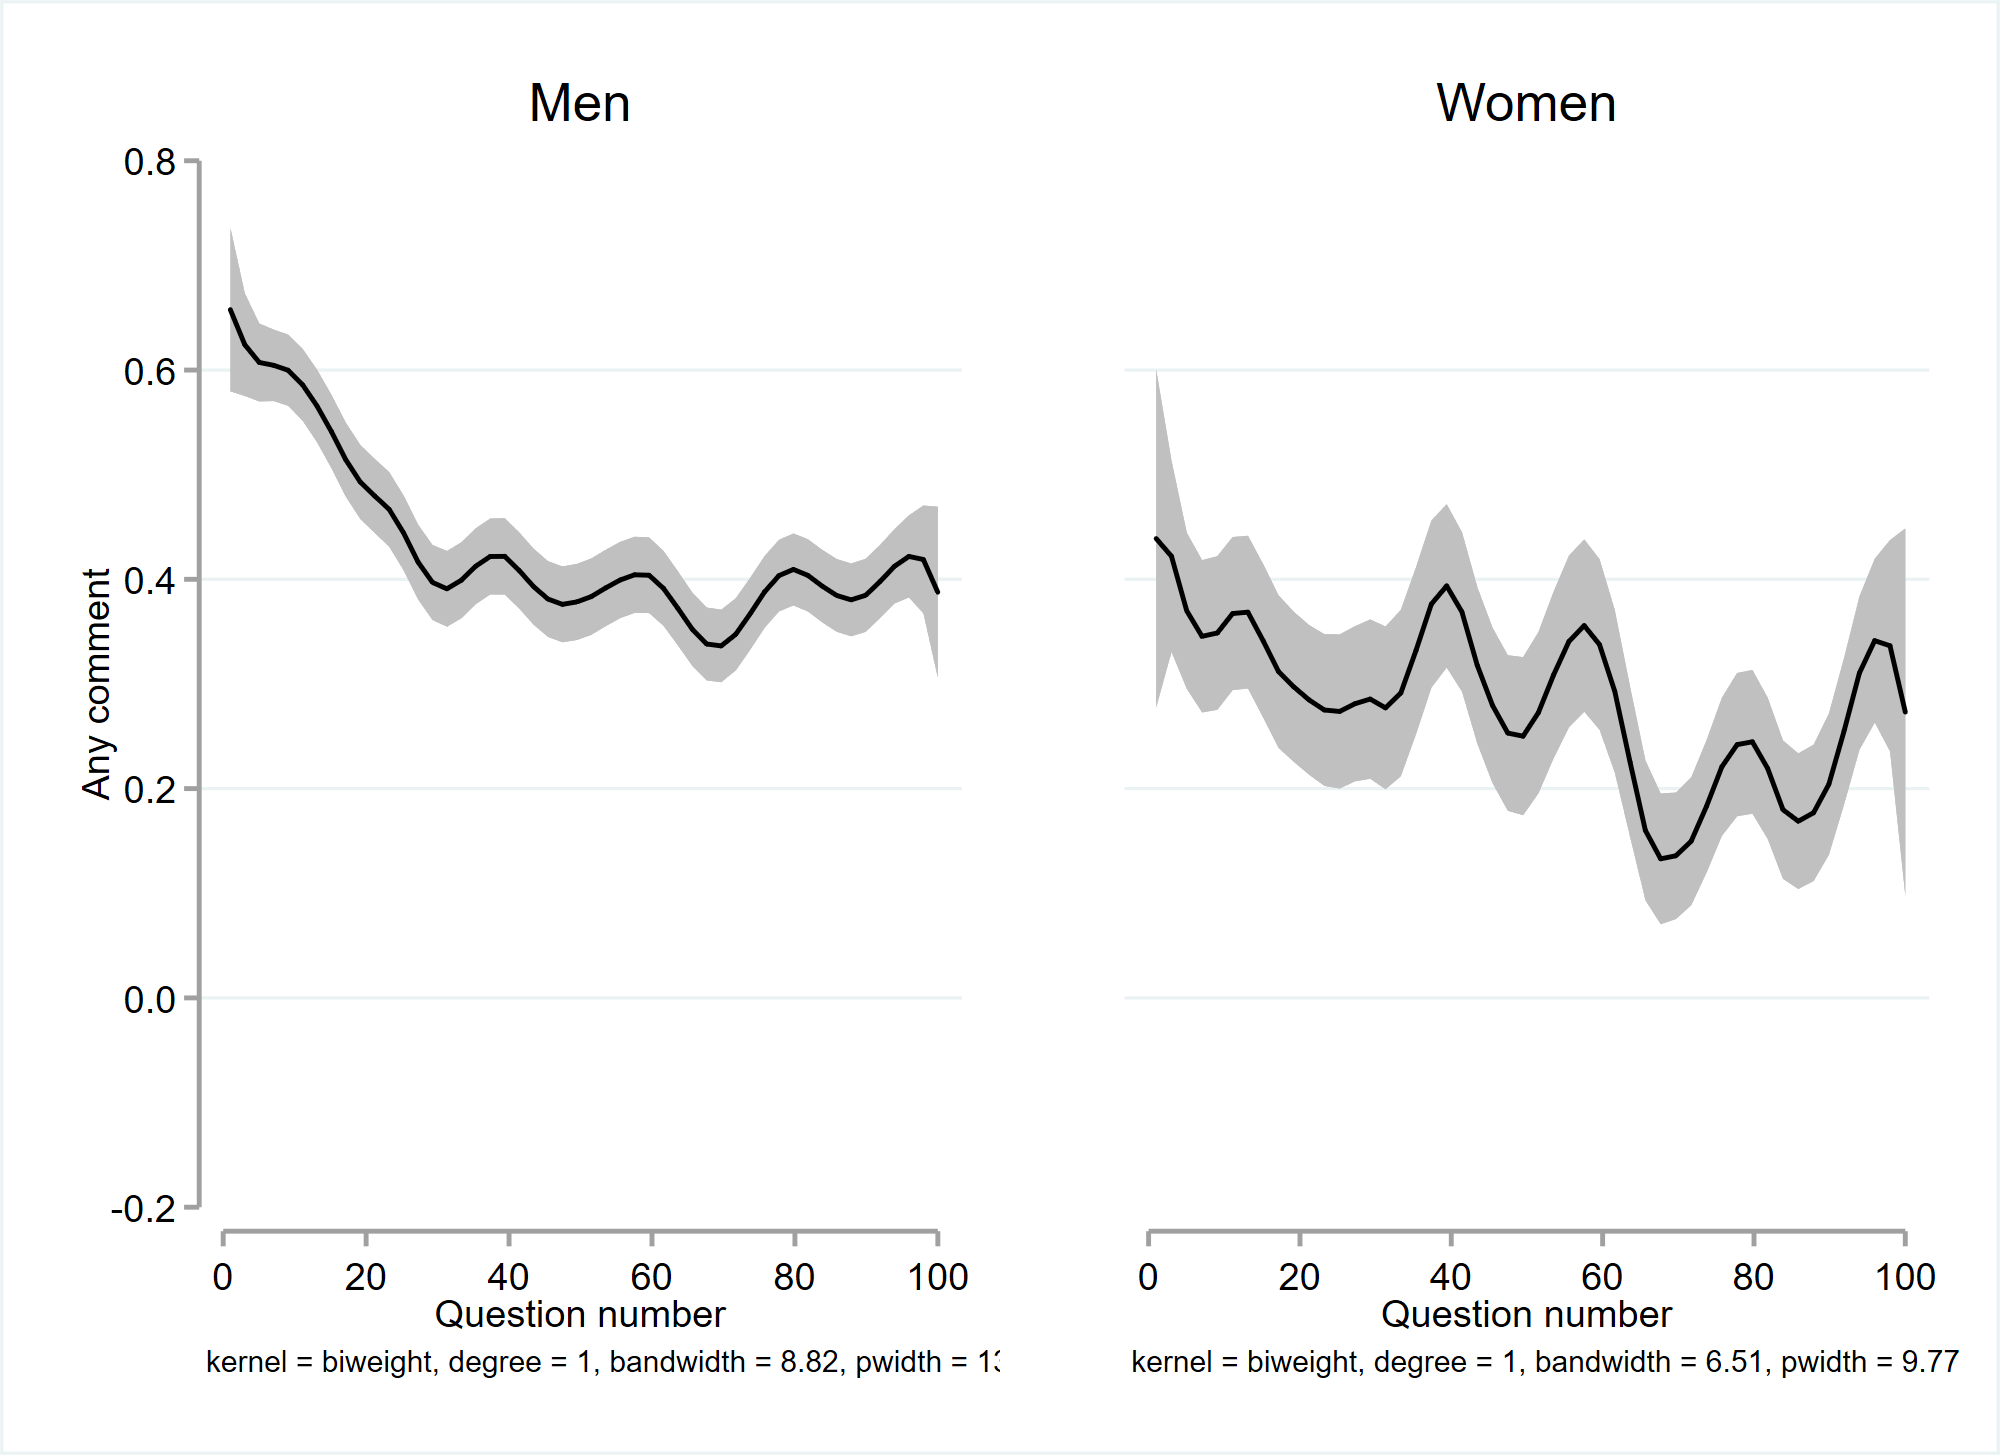 Men
Women
0.8
0.6
0.4
0.2
0.0
-0.2
Any comment
0 20 40 60 80 100
0 20 40 60 80 100
Question number
Question number
kernel = biweight, degree = 1, bandwidth = 8.82, pwidth =
kernel = biweight, degree = 1, bandwidth = 6.51, pwidth = 9.77